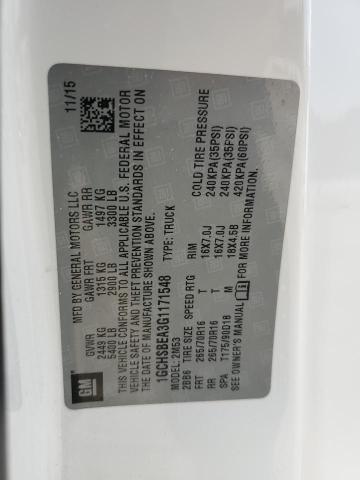 GM
MFD BY GENERAL MOTORS LLC 11/15
GVWR GAWR FRT GAWR RR
2449 KG 1315 KG 1497 KG
5400 LB 2900 LB 3300 LB
THIS VEHICLE CONFORMS TO ALL APPLICABLE U.S. FEDERAL MOTOR
VEHICLE SAFETY AND THEFT PREVENTION STANDARDS IN EFFECT ON
THE DATE OF MANUFACTURE SHOWN ABOVE.
1GCHSBEA3G1171548 TYPE: TRUCK
MODEL: 2M53
2BB6 TIRE SIZE SPEED RTG RIM COLD TIRE PRESSURE
FRT 265/70R16 T 16X7.0J 240KPA(35PSI)
RR 265/70R16 T 16X7.0J 240KPA(35PSI)
SPA T175/90D18 18X4.5B 420KPA(60PSI)
SEE OWNER'S MANUAL FOR MORE INFORMATION.